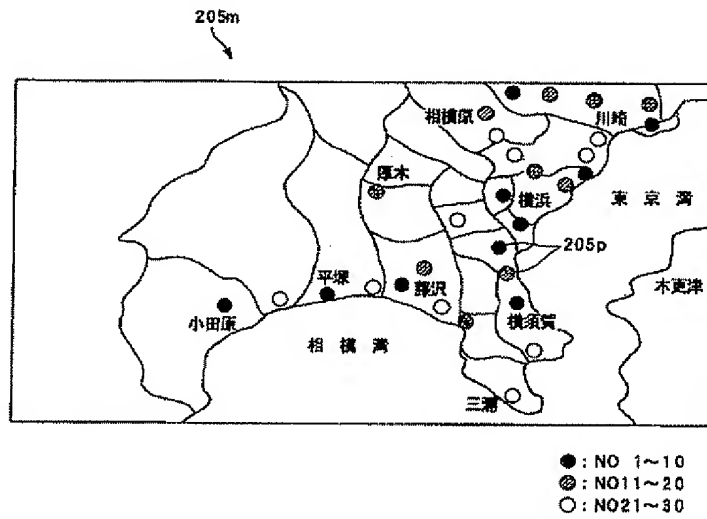 205m
相模原
川崎
厚木
横浜
東京湾
205p
木更津
平塚
藤沢
小田原
横須賀
相模湾
三浦
●: NO 1～10
◍: NO11～20
○: NO21～30